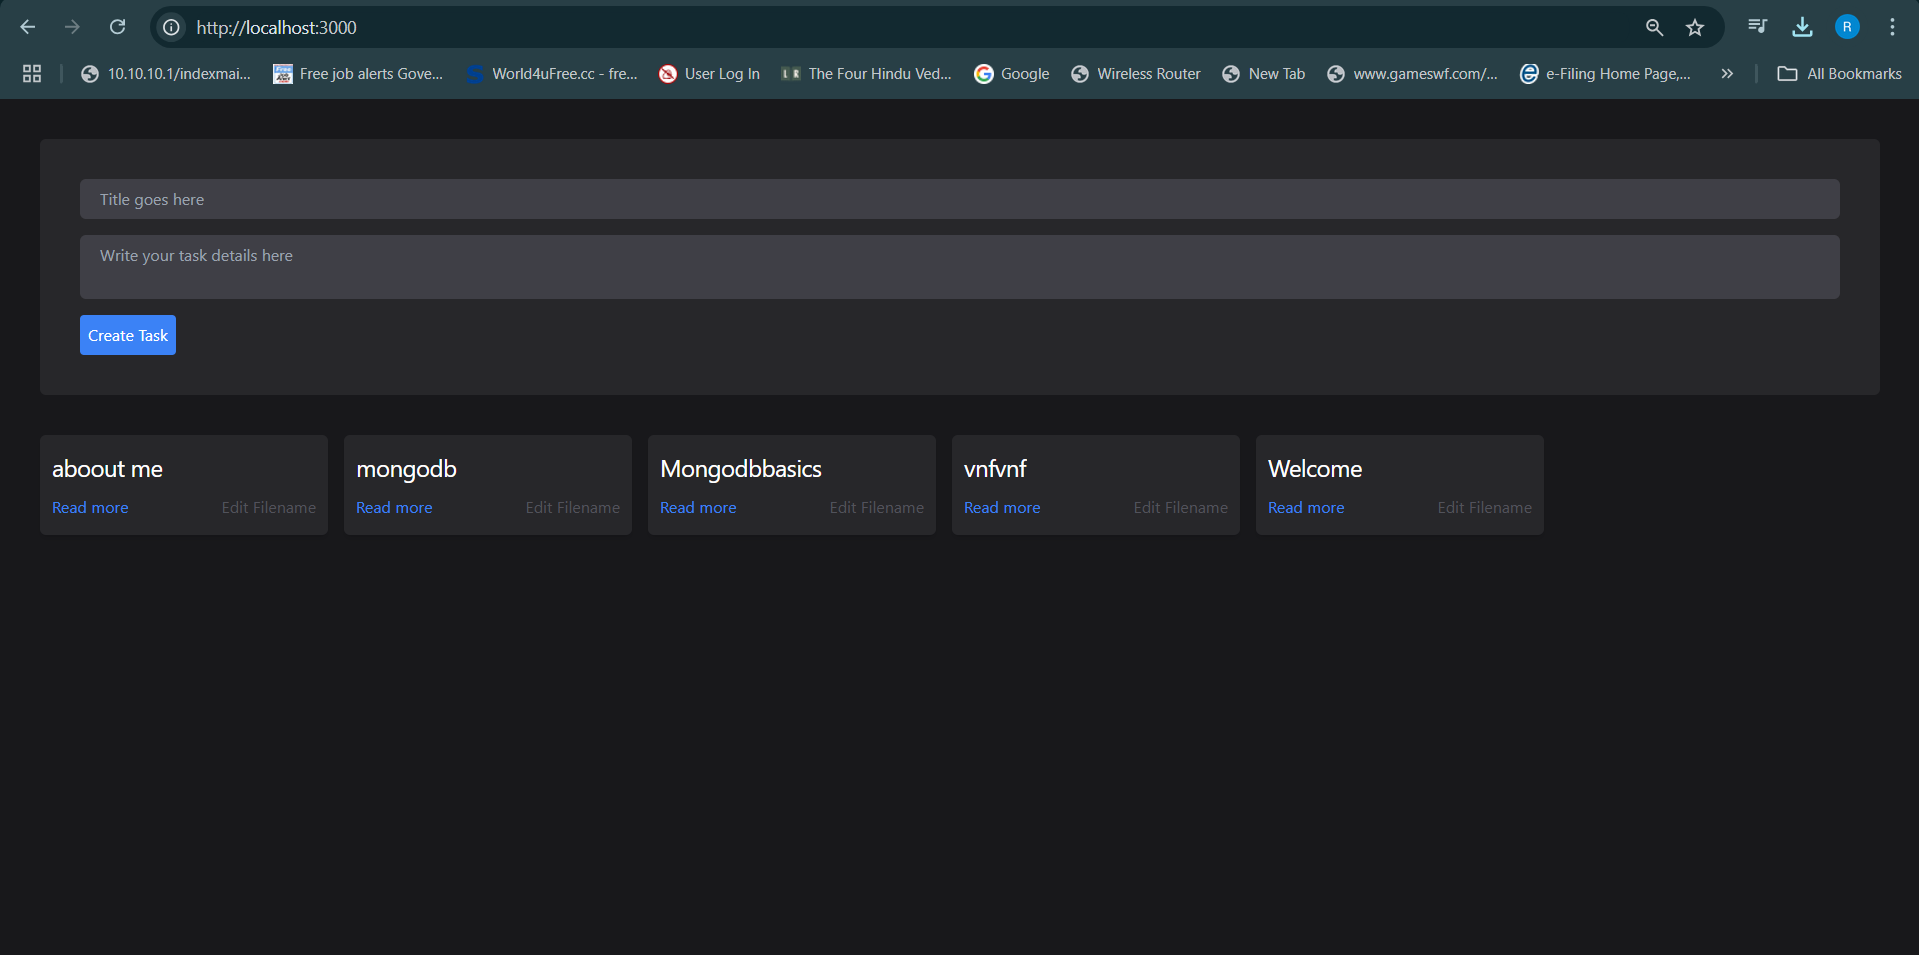 http://localhost:3000
R
10.10.10.1/indexmai...
Free job alerts Gove...
World4uFree.cc - fre...
User Log In
The Four Hindu Ved...
Google
Wireless Router
New Tab
www.gameswf.com/...
e-Filing Home Page,...
All Bookmarks
Title goes here
Write your task details here
Create Task
aboout me
Read more Edit Filename
mongodb
Read more Edit Filename
Mongodbbasics
Read more Edit Filename
vnfvnf
Read more Edit Filename
Welcome
Read more Edit Filename